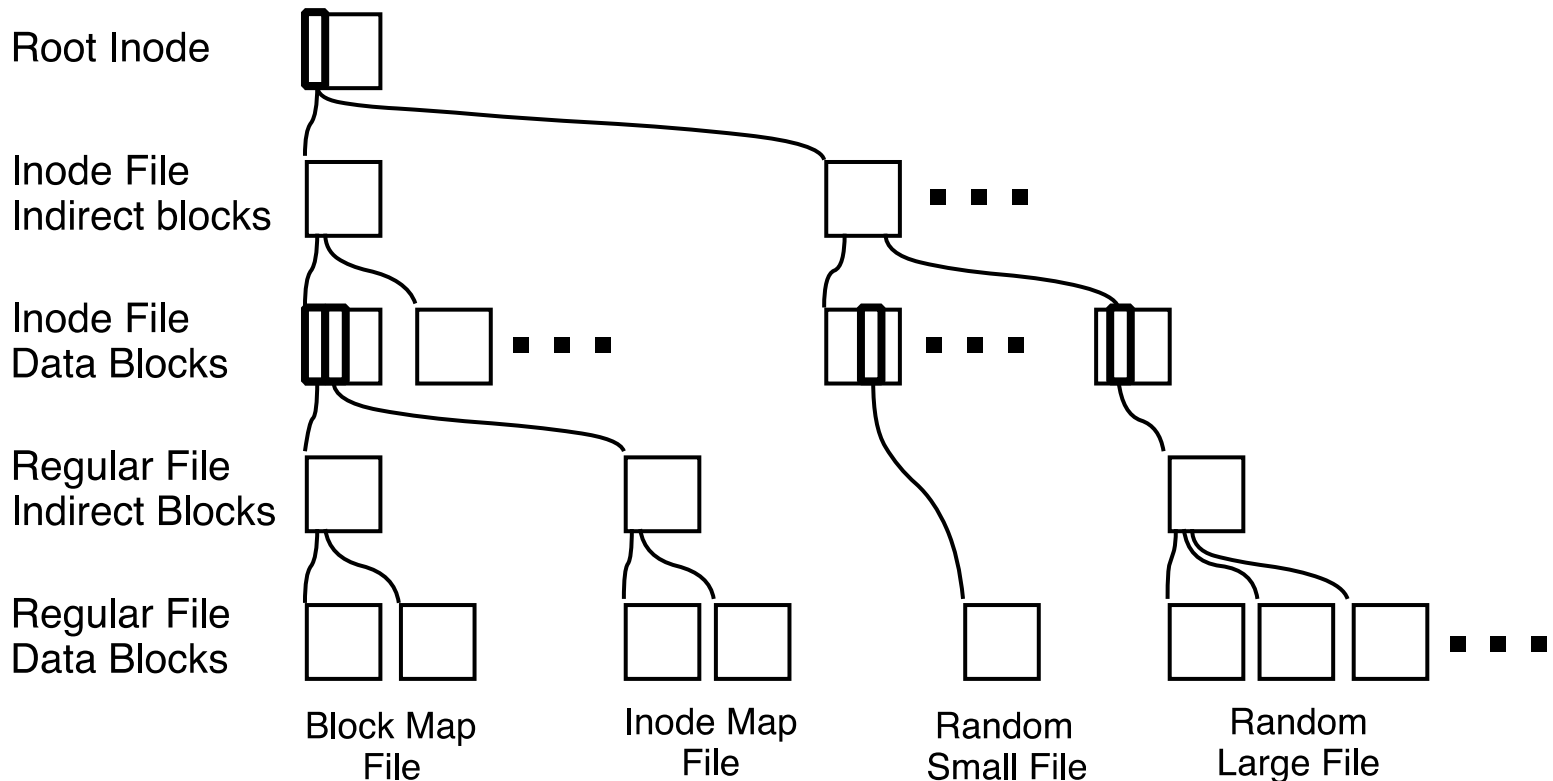 Root Inode
Inode File
Indirect blocks
Inode File
Data Blocks
Regular File
Indirect Blocks
Regular File
Data Blocks
Block Map
File
Inode Map
File
Random
Small File
Random
Large File